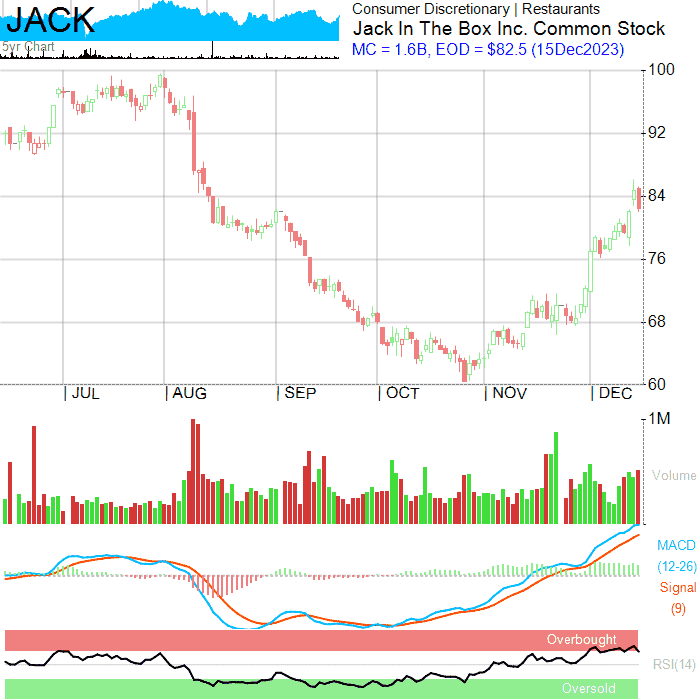 JACK
5yr Chart
Consumer Discretionary | Restaurants
Jack In The Box Inc. Common Stock
MC = 1.6B, EOD = $82.5 (15Dec2023)
100
92
84
76
68
60
JUL
AUG
SEP
OCT
NOV
DEC
1M
Volume
MACD
(12-26)
Signal
(9)
Overbought
RSI(14)
Oversold